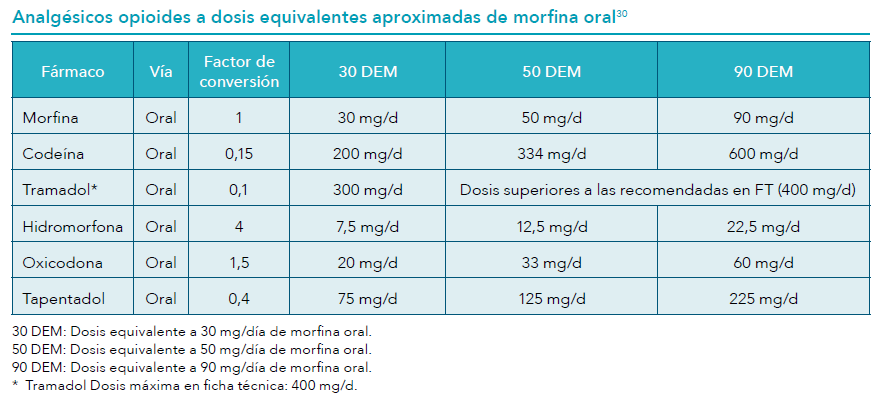 Analgésicos opioides a dosis equivalentes aproximadas de morfina oral30
Fármaco Vía Factor de conversión 30 DEM 50 DEM 90 DEM
Morfina Oral 1 30 mg/d 50 mg/d 90 mg/d
Codeína Oral 0,15 200 mg/d 334 mg/d 600 mg/d
Tramadol* Oral 0,1 300 mg/d Dosis superiores a las recomendadas en FT (400 mg/d)
Hidromorfona Oral 4 7,5 mg/d 12,5 mg/d 22,5 mg/d
Oxicodona Oral 1,5 20 mg/d 33 mg/d 60 mg/d
Tapentadol Oral 0,4 75 mg/d 125 mg/d 225 mg/d
30 DEM: Dosis equivalente a 30 mg/día de morfina oral.
50 DEM: Dosis equivalente a 50 mg/día de morfina oral.
90 DEM: Dosis equivalente a 90 mg/día de morfina oral.
* Tramadol Dosis máxima en ficha técnica: 400 mg/d.